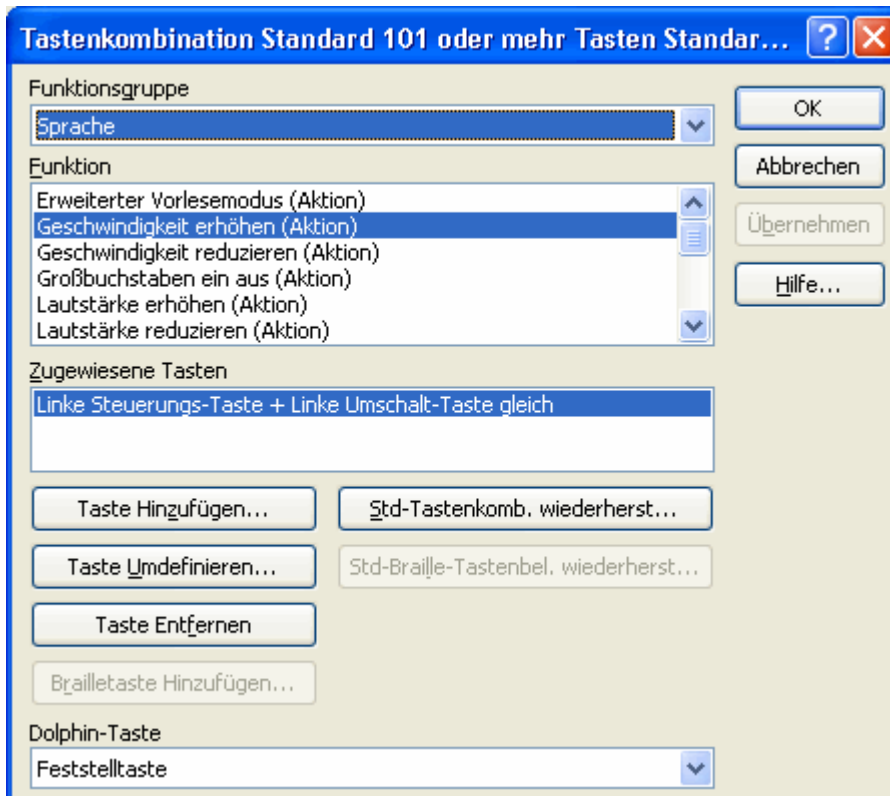 Tastenkombination Standard 101 oder mehr Tasten Standar...
Funktionsgruppe
Sprache
OK
Abbrechen
Übernehmen
Hilfe...
Funktion
Erweiterter Vorlesemodus (Aktion)
Geschwindigkeit erhöhen (Aktion)
Geschwindigkeit reduzieren (Aktion)
Großbuchstaben ein aus (Aktion)
Lautstärke erhöhen (Aktion)
Lautstärke reduzieren (Aktion)
Zugewiesene Tasten
Linke Steuerungs-Taste + Linke Umschalt-Taste gleich
Taste Hinzufügen...
Std-Tastenkomb. wiederherst...
Taste Umdefinieren...
Std-Braille-Tastenbel. wiederherst...
Taste Entfernen
Brailletaste Hinzufügen...
Dolphin-Taste
Feststelltaste